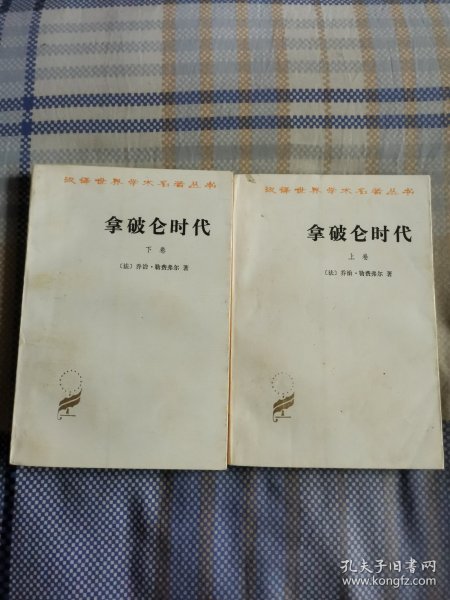 汉译世界学术名著丛书
拿破仑时代
下卷
〔法〕乔治·勒费弗尔 著
汉译世界学术名著丛书
拿破仑时代
上卷
〔法〕乔治·勒费弗尔 著
孔夫子旧书网
www.kongfz.com